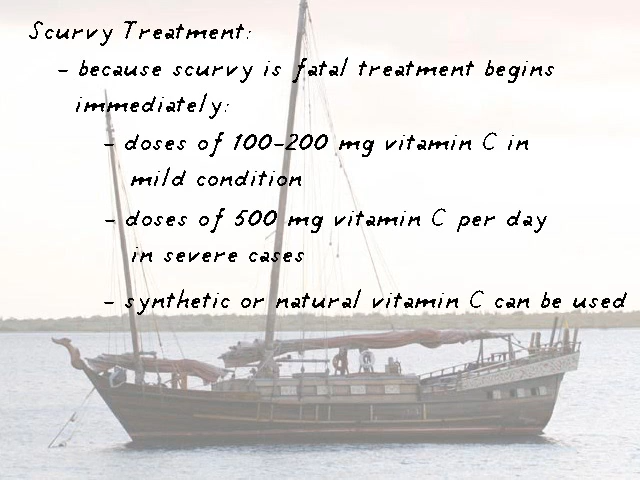 Scurvy Treatment:
- because scurvy is fatal treatment begins
immediately:
- doses of 100-200 mg vitamin C in
mild condition
- doses of 500 mg vitamin C per day
in severe cases
- synthetic or natural vitamin C can be used